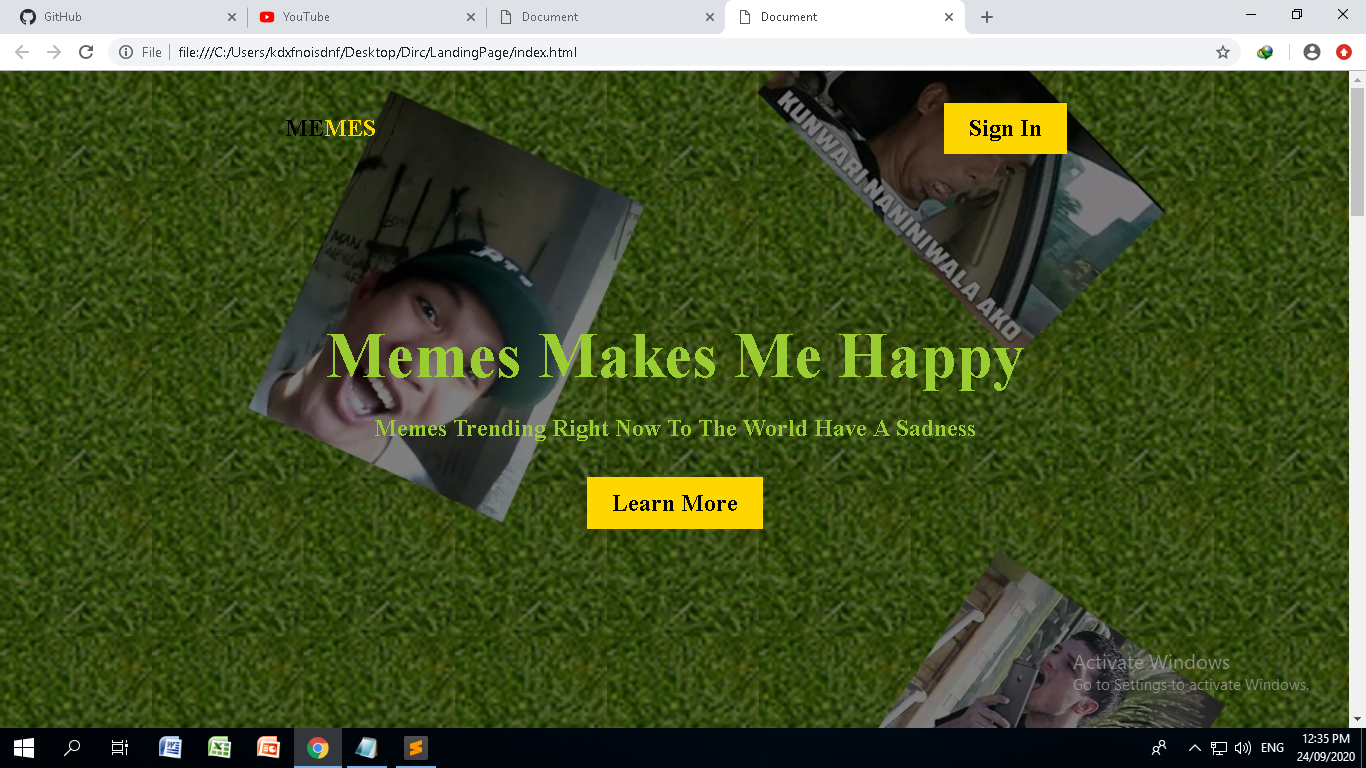 GitHub
YouTube
Document
Document
File
file:///C:/Users/kdxfnoisdnf/Desktop/Dirc/LandingPage/index.html
MEMES
Sign In
KUNWARI NANINIWALA AKO
MAN
Memes Makes Me Happy
Memes Trending Right Now To The World Have A Sadness
Learn More
Activate Windows
Go to Settings to activate Windows.
ENG
12:35 PM
24/09/2020